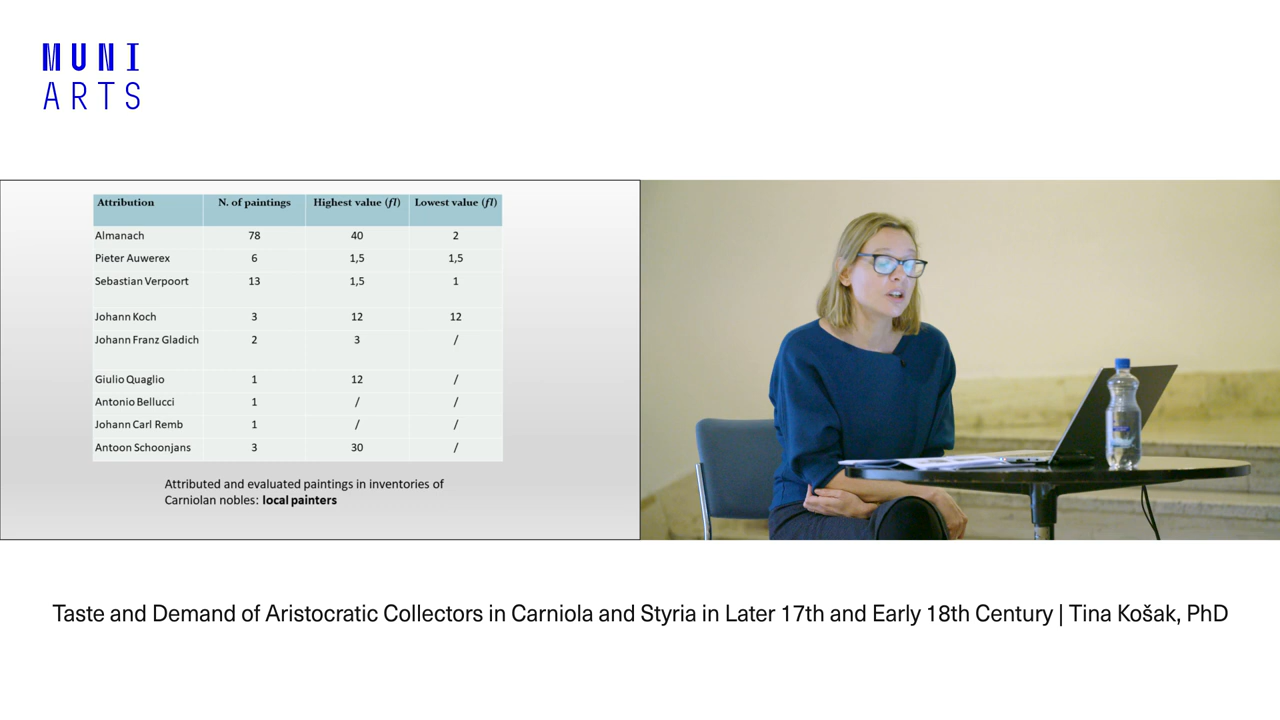 MUNI
ARTS
Attribution N. of paintings Highest value (fl) Lowest value (fl)
Almanach 78 40 2
Pieter Auwerex 6 1,5 1,5
Sebastian Verpoort 13 1,5 1
Johann Koch 3 12 12
Johann Franz Gladich 2 3 /
Giulio Quaglio 1 12 /
Antonio Bellucci 1 / /
Johann Carl Remb 1 / /
Antoon Schoonjans 3 30 /
Attributed and evaluated paintings in inventories of
Carniolan nobles: local painters
Taste and Demand of Aristocratic Collectors in Carniola and Styria in Later 17th and Early 18th Century | Tina Košak, PhD